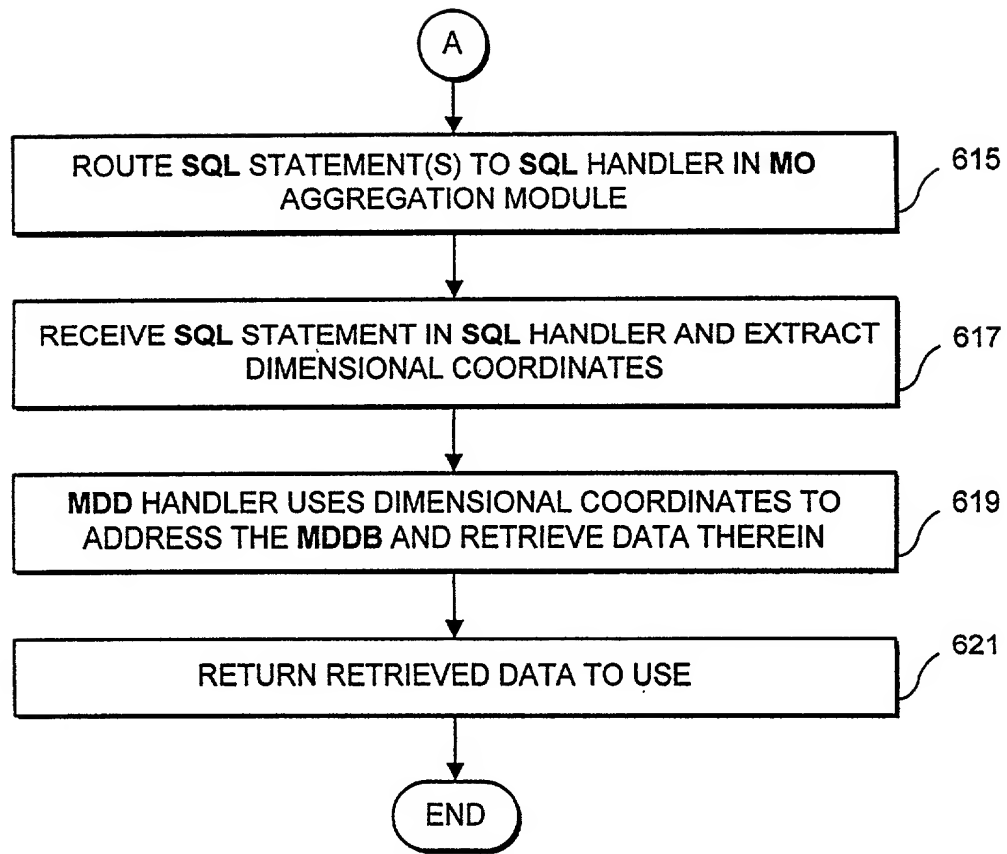 A
ROUTE SQL STATEMENT(S) TO SQL HANDLER IN MO
AGGREGATION MODULE
615
RECEIVE SQL STATEMENT IN SQL HANDLER AND EXTRACT
DIMENSIONAL COORDINATES
617
MDD HANDLER USES DIMENSIONAL COORDINATES TO
ADDRESS THE MDDB AND RETRIEVE DATA THEREIN
619
RETURN RETRIEVED DATA TO USE
621
END